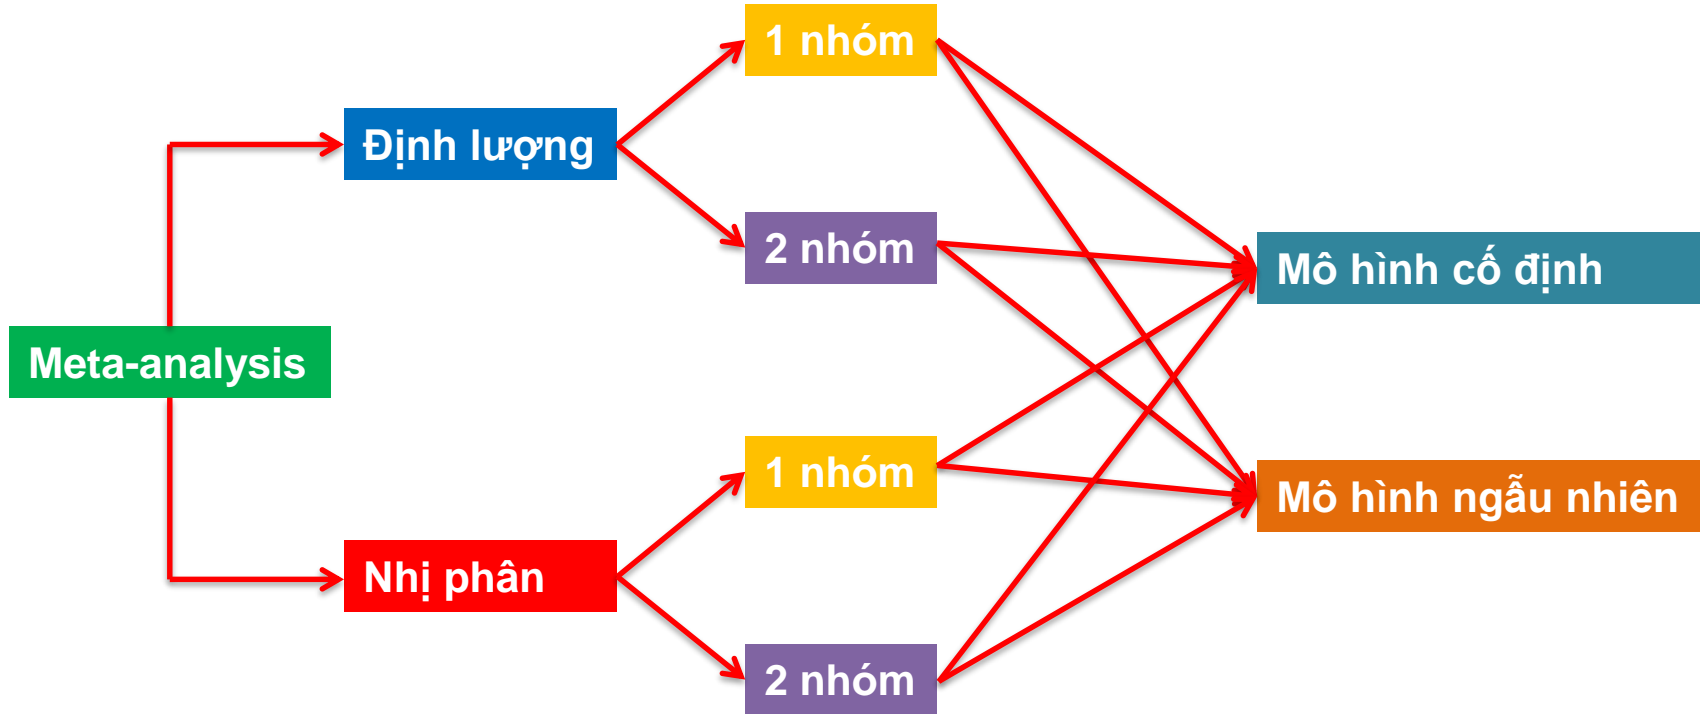 1 nhóm
Định lượng
2 nhóm
Mô hình cố định
Meta-analysis
1 nhóm
Mô hình ngẫu nhiên
Nhị phân
2 nhóm